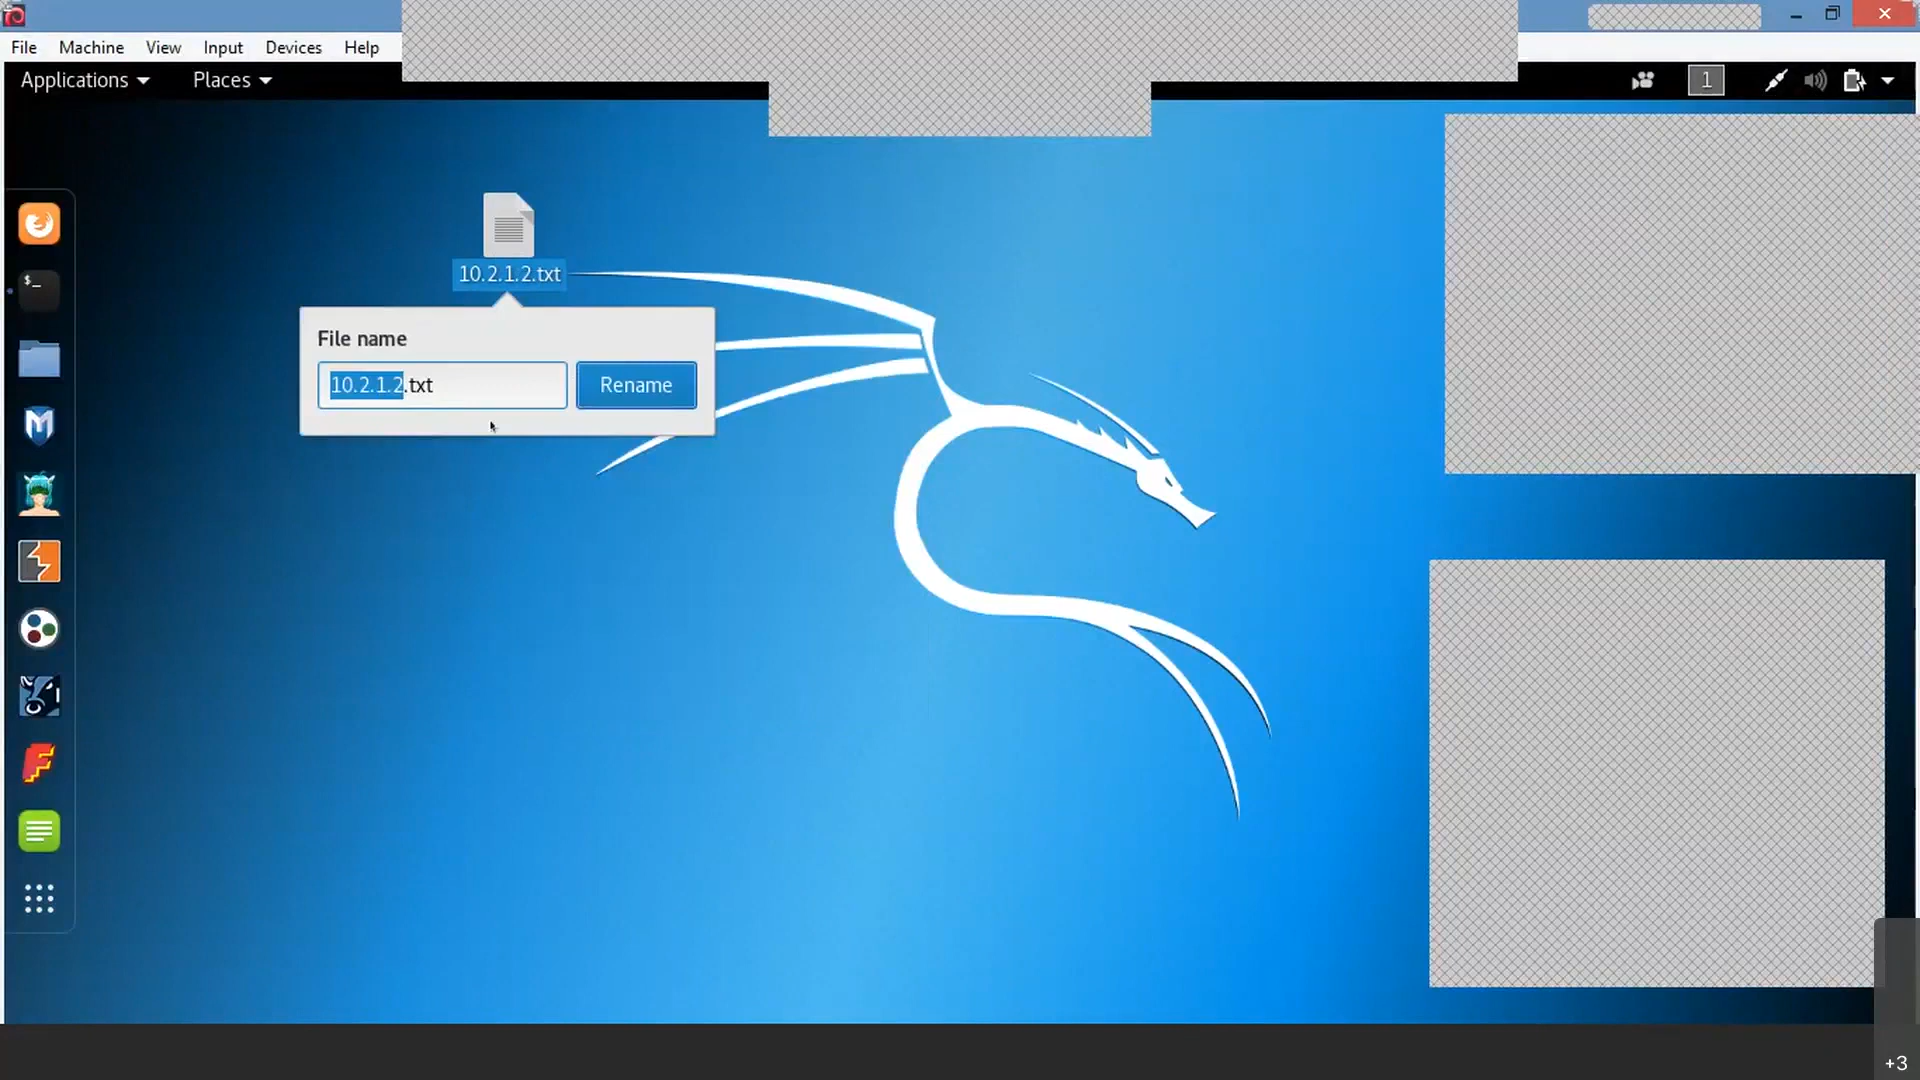 File Machine View Input Devices Help
Applications Places
1
$_
10.2.1.2.txt
File name
10.2.1.2.txt
Rename
+3